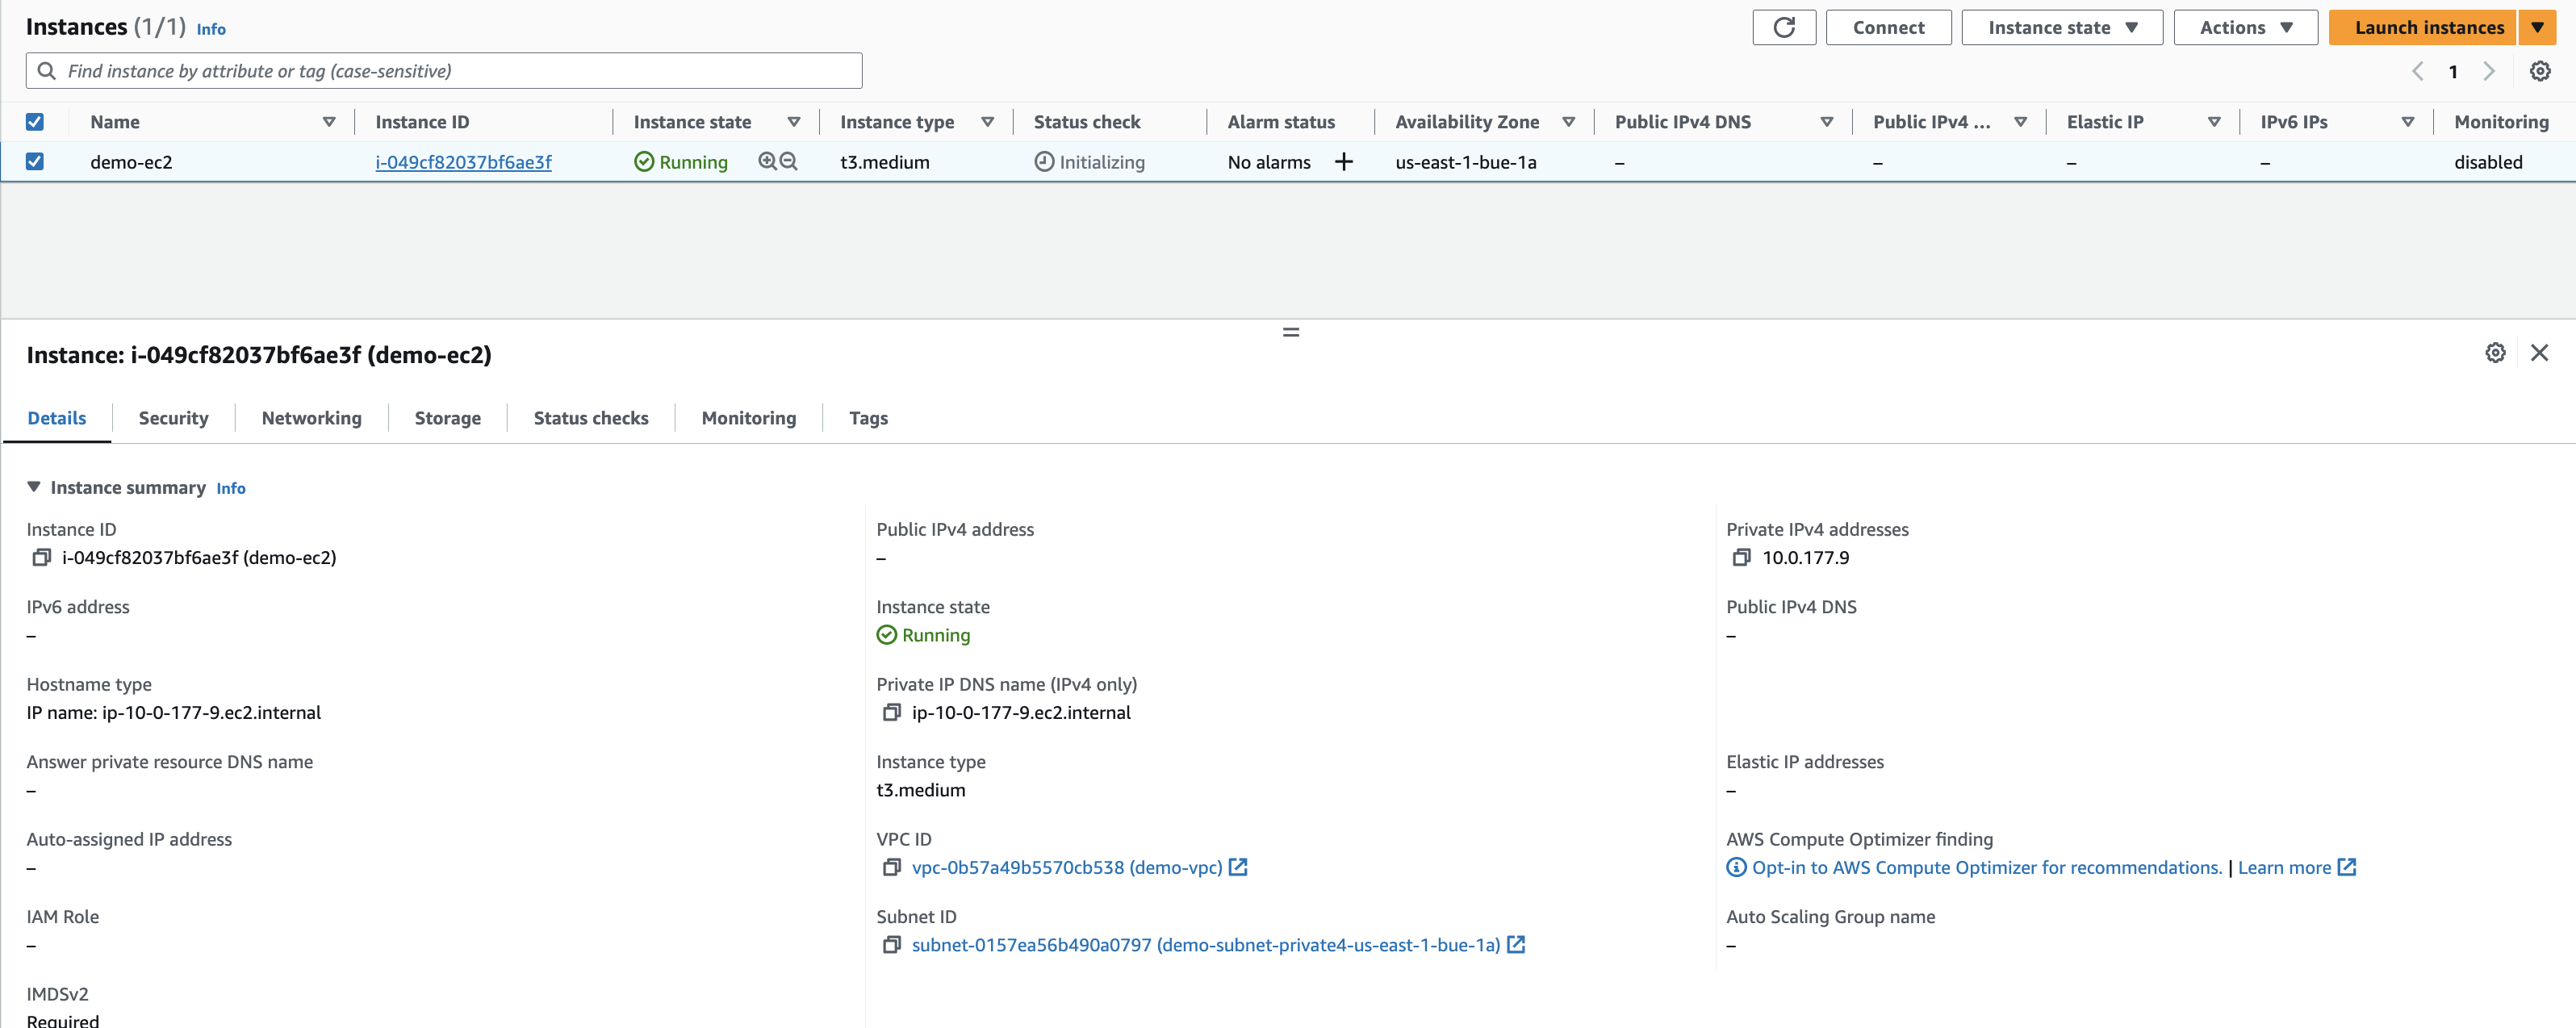 Instances (1/1) Info
Connect Instance state Actions Launch instances
Find instance by attribute or tag (case-sensitive)
1
Name Instance ID Instance state Instance type Status check Alarm status Availability Zone Public IPv4 DNS Public IPv4 ... Elastic IP IPv6 IPs Monitoring
demo-ec2 i-049cf82037bf6ae3f Running t3.medium Initializing No alarms + us-east-1-bue-1a – – – – disabled
Instance: i-049cf82037bf6ae3f (demo-ec2)
Details Security Networking Storage Status checks Monitoring Tags
Instance summary Info
Instance ID
i-049cf82037bf6ae3f (demo-ec2)
Public IPv4 address
–
Private IPv4 addresses
10.0.177.9
IPv6 address
–
Instance state
Running
Public IPv4 DNS
–
Hostname type
IP name: ip-10-0-177-9.ec2.internal
Private IP DNS name (IPv4 only)
ip-10-0-177-9.ec2.internal
Answer private resource DNS name
–
Instance type
t3.medium
Elastic IP addresses
–
Auto-assigned IP address
–
VPC ID
vpc-0b57a49b5570cb538 (demo-vpc)
AWS Compute Optimizer finding
Opt-in to AWS Compute Optimizer for recommendations. | Learn more
IAM Role
–
Subnet ID
subnet-0157ea56b490a0797 (demo-subnet-private4-us-east-1-bue-1a)
Auto Scaling Group name
–
IMDSv2
Required